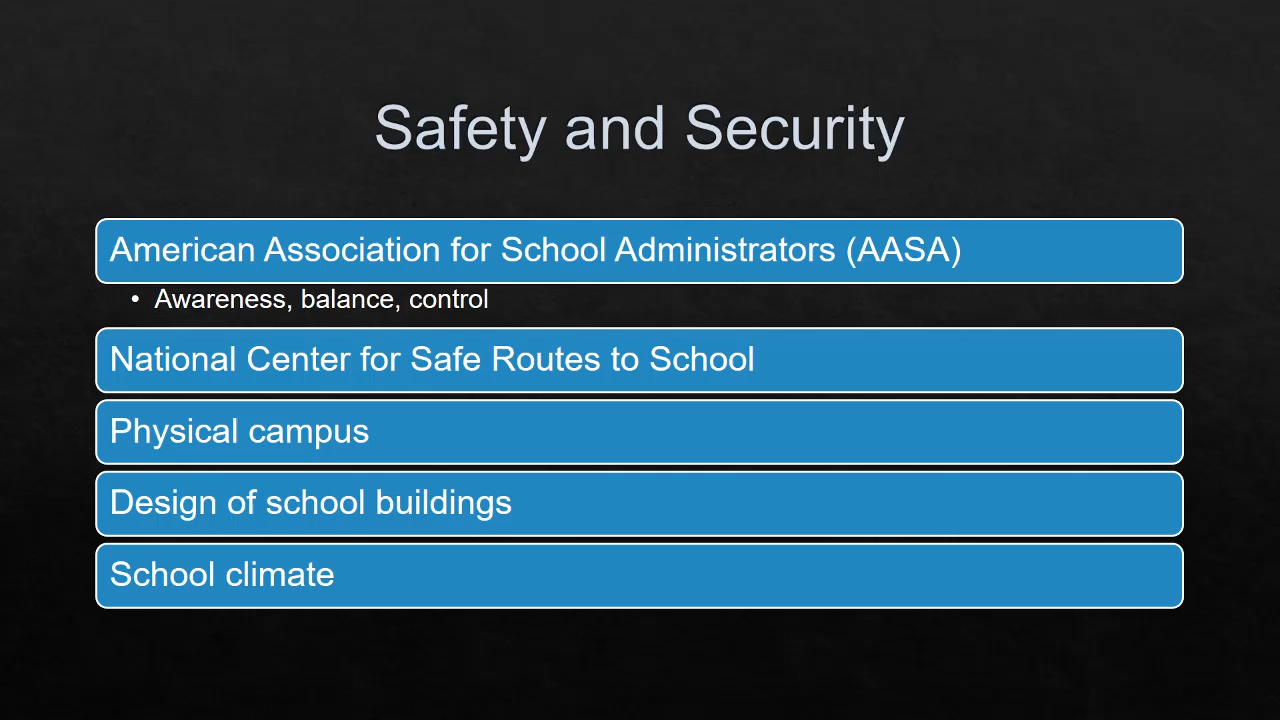 Safety and Security
American Association for School Administrators (AASA)
• Awareness, balance, control
National Center for Safe Routes to School
Physical campus
Design of school buildings
School climate